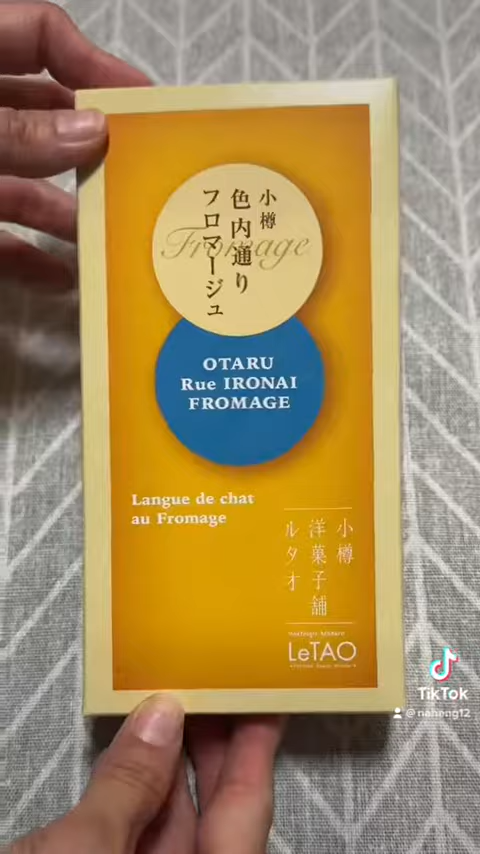 小樽
色内通り
フロマージュ
Fromage
OTARU
Rue IRONAI
FROMAGE
Langue de chat
au Fromage
小樽
洋菓子舗
ルタオ
LeTAO
TikTok
@naheng12